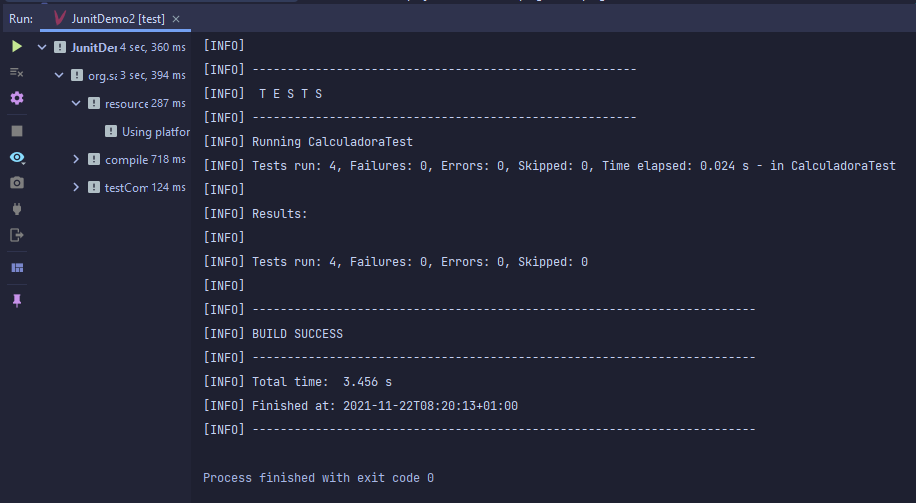 Run: JunitDemo2 [test] ×
JunitDe 4 sec, 360 ms
org.sa 3 sec, 394 ms
resource 287 ms
Using platfor
compile 718 ms
testCom 124 ms
[INFO]
[INFO] -------------------------------------------------------
[INFO]  T E S T S
[INFO] -------------------------------------------------------
[INFO] Running CalculadoraTest
[INFO] Tests run: 4, Failures: 0, Errors: 0, Skipped: 0, Time elapsed: 0.024 s - in CalculadoraTest
[INFO]
[INFO] Results:
[INFO]
[INFO] Tests run: 4, Failures: 0, Errors: 0, Skipped: 0
[INFO]
[INFO] ------------------------------------------------------------------------
[INFO] BUILD SUCCESS
[INFO] ------------------------------------------------------------------------
[INFO] Total time:  3.456 s
[INFO] Finished at: 2021-11-22T08:20:13+01:00
[INFO] ------------------------------------------------------------------------
Process finished with exit code 0